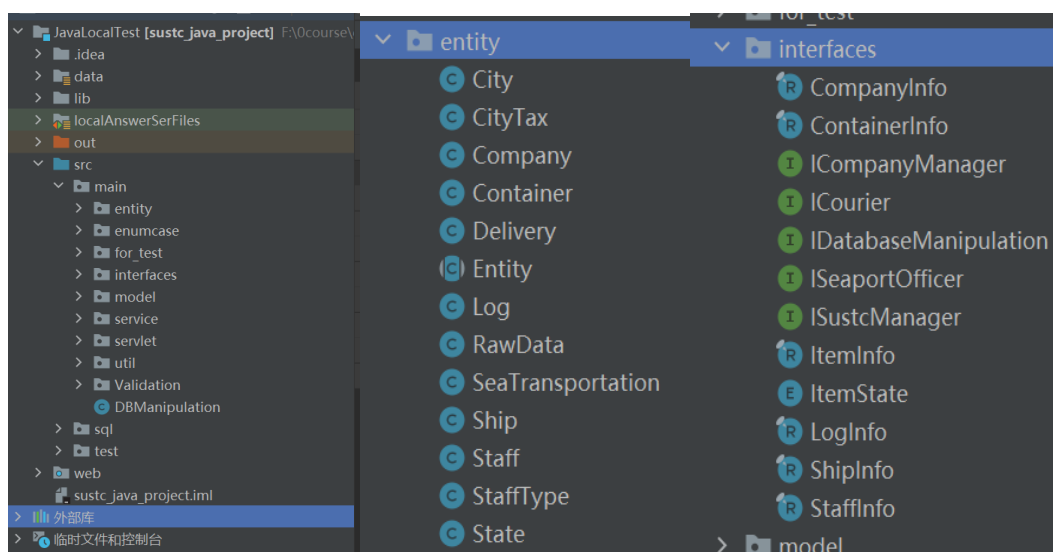 JavaLocalTest [sustc_java_project] F:\0course\
.idea
data
lib
localAnswerSerFiles
out
src
main
entity
enumcase
for_test
interfaces
model
service
servlet
util
Validation
DBManipulation
sql
test
web
sustc_java_project.iml
外部库
临时文件和控制台
entity
C City
C CityTax
C Company
C Container
C Delivery
C Entity
C Log
C RawData
C SeaTransportation
C Ship
C Staff
C StaffType
C State
for_test
interfaces
R CompanyInfo
R ContainerInfo
I ICompanyManager
I ICourier
I IDatabaseManipulation
I ISeaportOfficer
I ISustcManager
R ItemInfo
E ItemState
R LogInfo
R ShipInfo
R StaffInfo
model